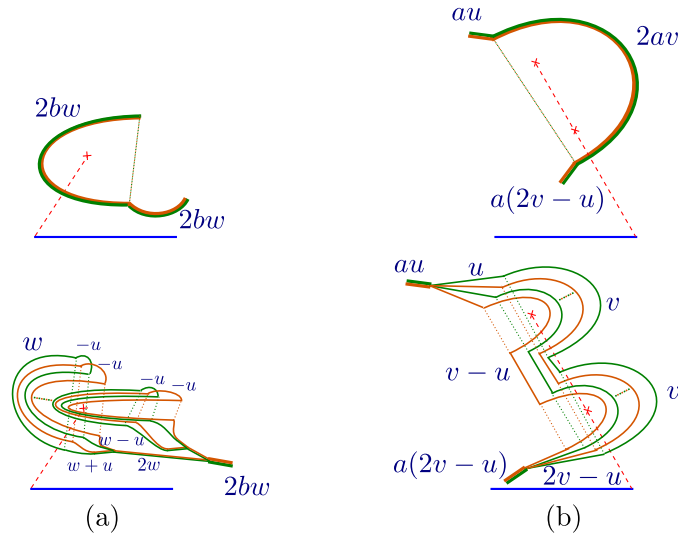 au
2av
2bw
a(2v − u)
2bw
au
u
v
w
−u
−u
−u
−u
v − u
v
w − u
w + u
2w
a(2v − u)
2v − u
2bw
(a)
(b)